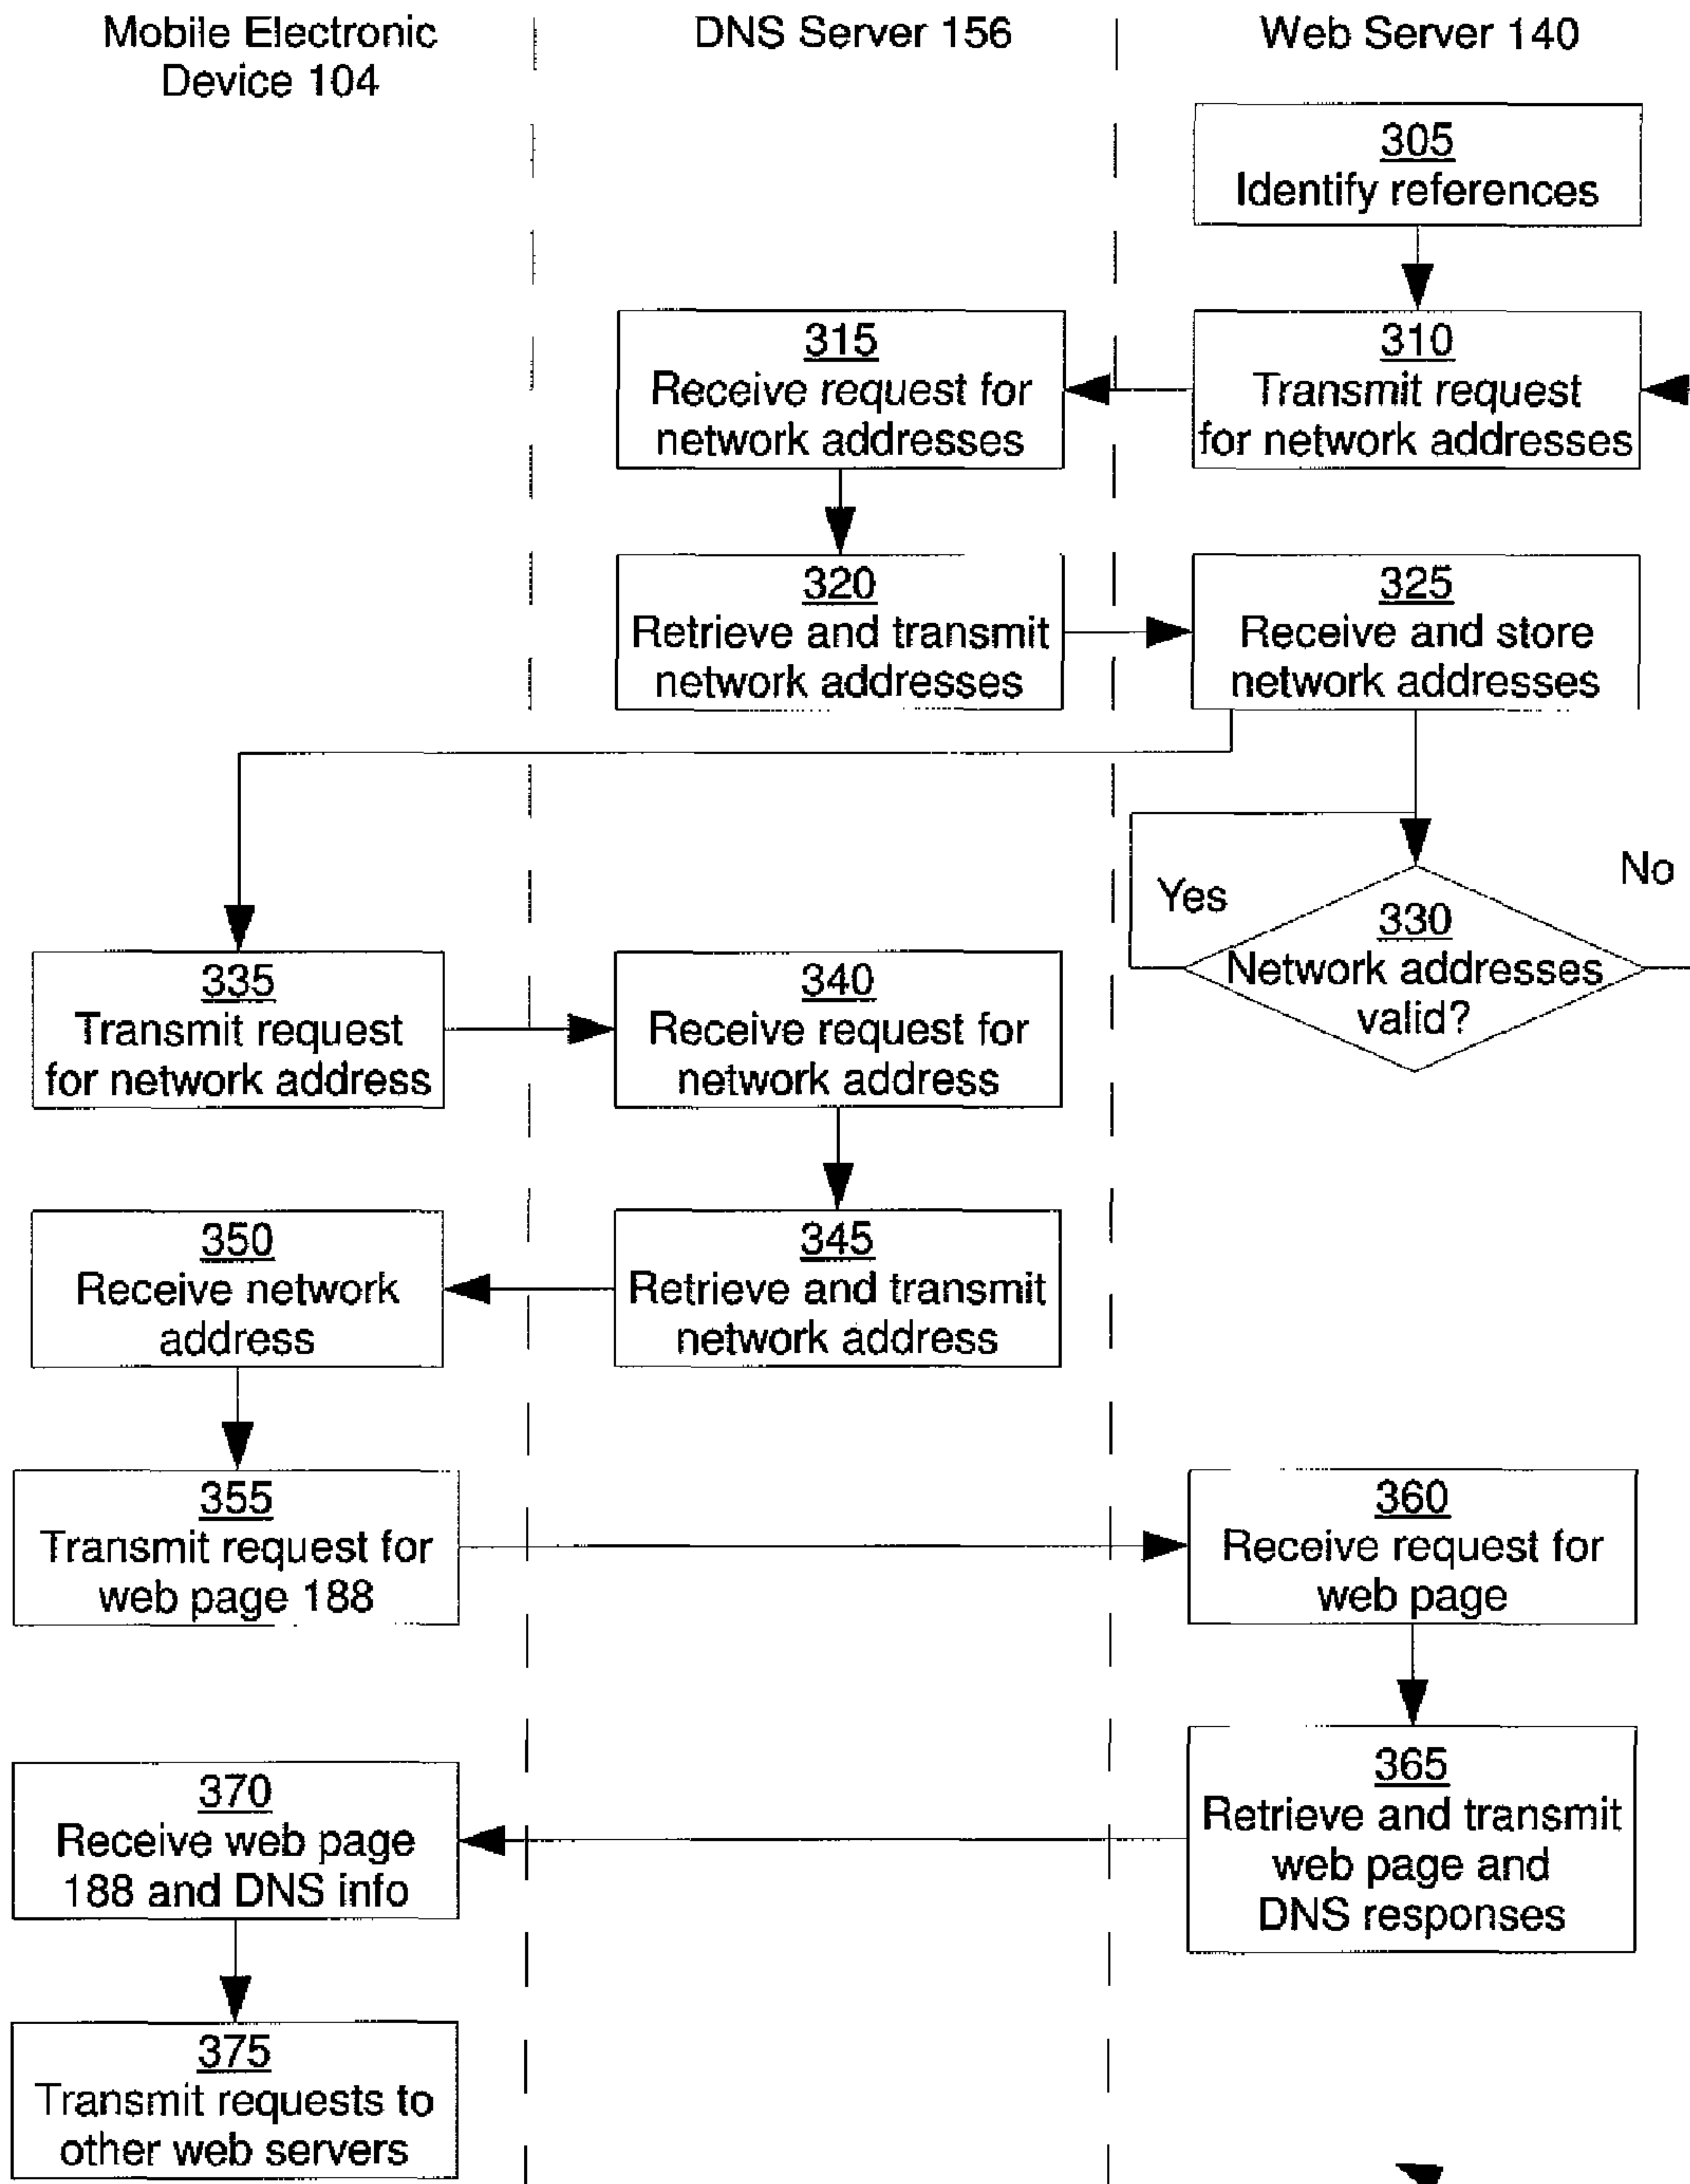 Mobile Electronic
Device 104
DNS Server 156
Web Server 140
305
Identify references
315
Receive request for
network addresses
310
Transmit request
for network addresses
320
Retrieve and transmit
network addresses
325
Receive and store
network addresses
Yes
No
330
Network addresses
valid?
335
Transmit request
for network address
340
Receive request for
network address
350
Receive network
address
345
Retrieve and transmit
network address
355
Transmit request for
web page 188
360
Receive request for
web page
370
Receive web page
188 and DNS info
365
Retrieve and transmit
web page and
DNS responses
375
Transmit requests to
other web servers